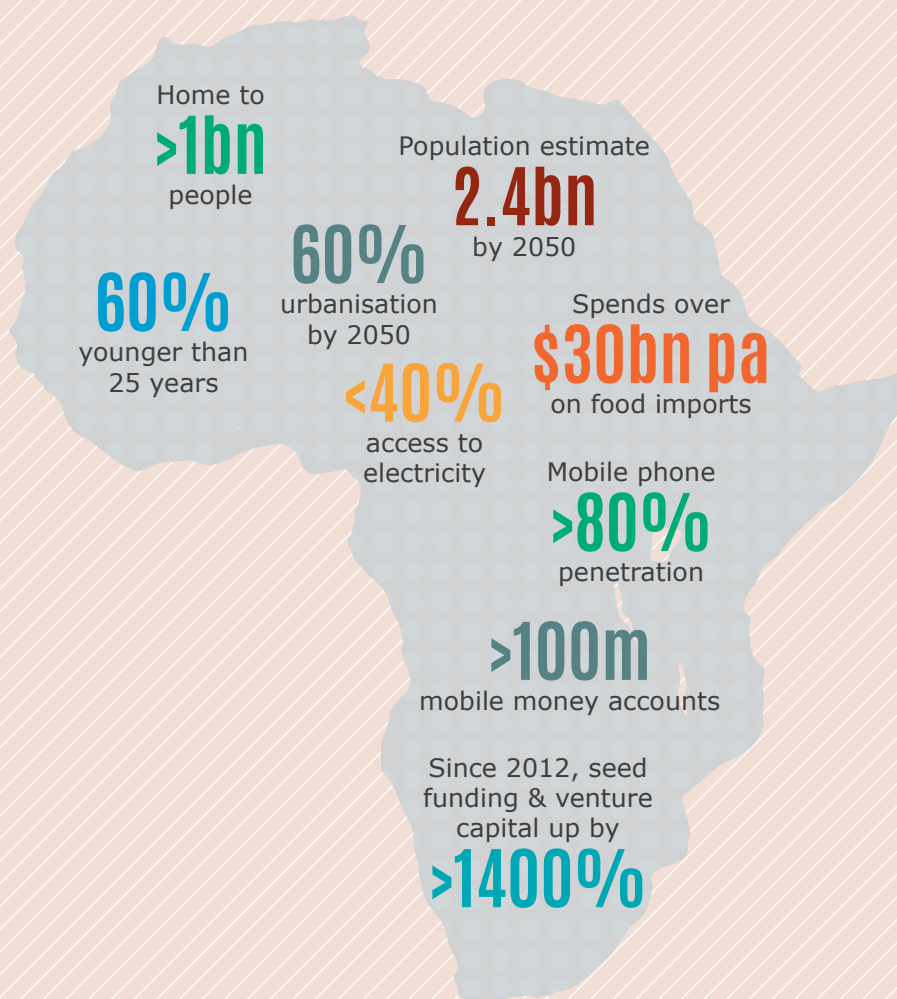 Home to
>1bn
people
Population estimate
2.4bn
by 2050
60%
urbanisation
by 2050
60%
younger than
25 years
Spends over
$30bn pa
on food imports
<40%
access to
electricity
Mobile phone
>80%
penetration
>100m
mobile money accounts
Since 2012, seed
funding & venture
capital up by
>1400%